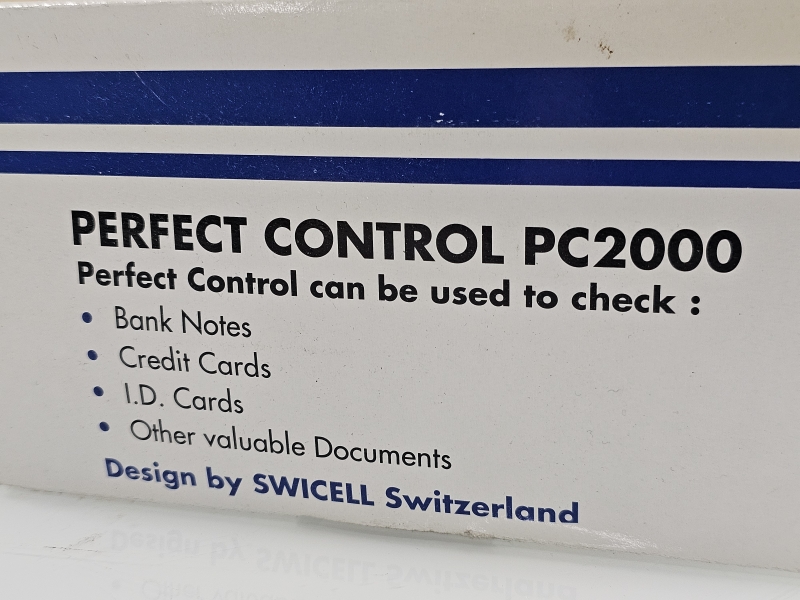 PERFECT CONTROL PC2000
Perfect Control can be used to check :
• Bank Notes
• Credit Cards
• I.D. Cards
• Other valuable Documents
Design by SWICELL Switzerland